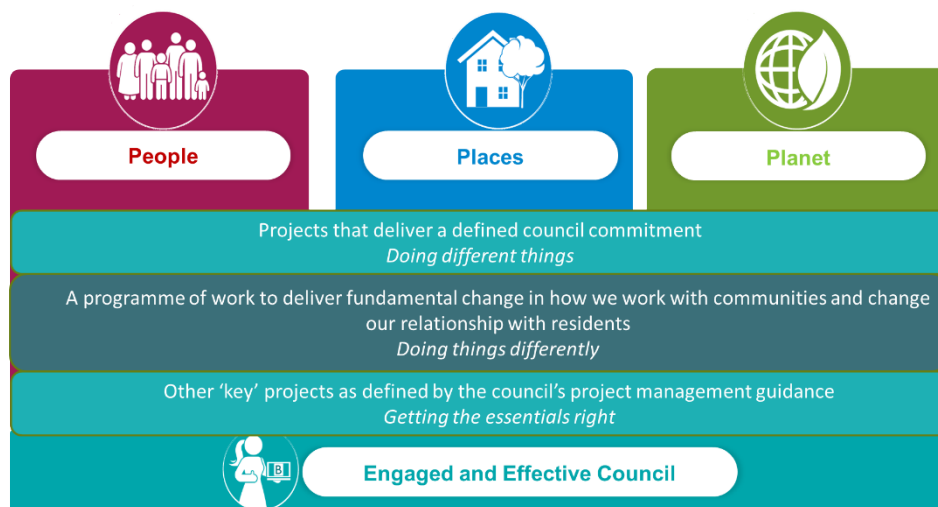 People
Places
Planet
Projects that deliver a defined council commitment
Doing different things
A programme of work to deliver fundamental change in how we work with communities and change
our relationship with residents
Doing things differently
Other ‘key’ projects as defined by the council’s project management guidance
Getting the essentials right
B
Engaged and Effective Council